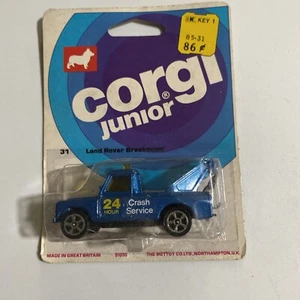 K KEY 1
05-31
86¢
corgi
junior
31 Land Rover Breakdown
24
HOUR
Crash
Service
MADE IN GREAT BRITAIN THE METTOY CO.LTD., NORTHAMPTON, U.K.